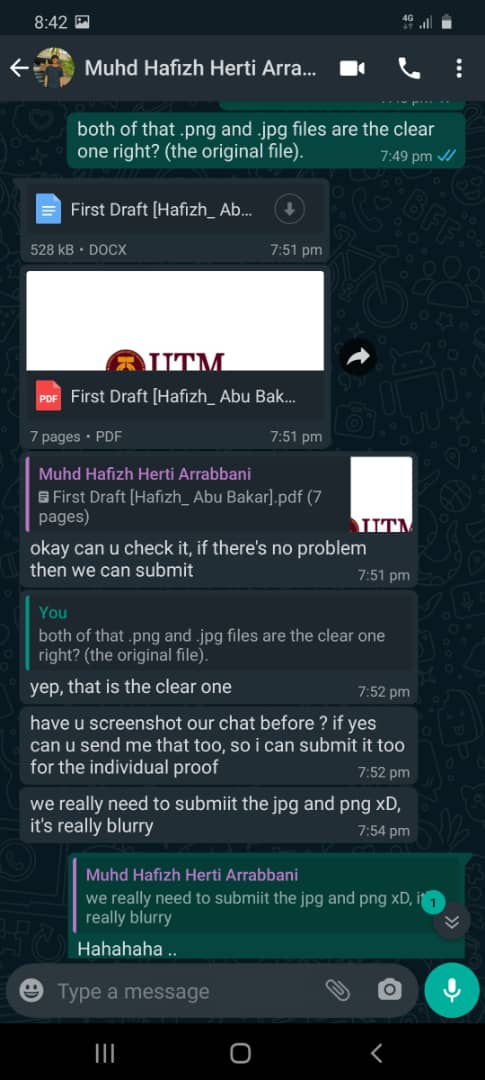 8:42
4G
Muhd Hafizh Herti Arra...
both of that .png and .jpg files are the clear
one right? (the original file).
7:49 pm
First Draft [Hafizh_ Ab...
528 kB • DOCX
7:51 pm
UTM
PDF
First Draft [Hafizh_ Abu Bak...
7 pages • PDF
7:51 pm
Muhd Hafizh Herti Arrabbani
First Draft [Hafizh_ Abu Bakar].pdf (7
pages)
UTM
okay can u check it, if there's no problem
then we can submit
7:51 pm
You
both of that .png and .jpg files are the clear one
right? (the original file).
yep, that is the clear one
7:52 pm
have u screenshot our chat before ? if yes
can u send me that too, so i can submit it too
for the individual proof
7:52 pm
we really need to submiit the jpg and png xD,
it's really blurry
7:54 pm
Muhd Hafizh Herti Arrabbani
we really need to submiit the jpg and png xD,
really blurry
1
Hahahaha ..
Type a message